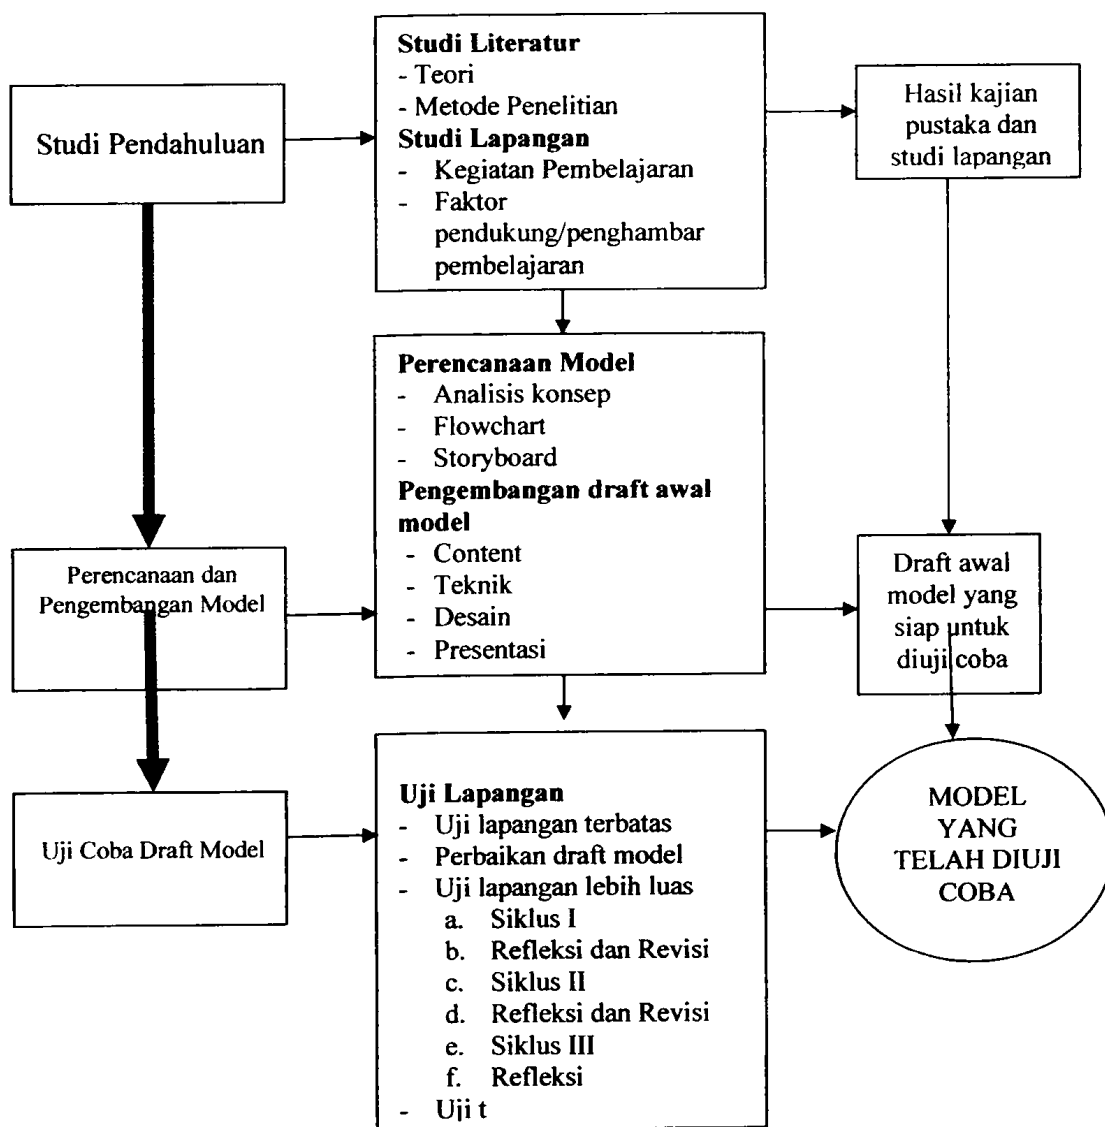 Studi Pendahuluan
Studi Literatur
- Teori
- Metode Penelitian
Studi Lapangan
- Kegiatan Pembelajaran
- Faktor
pendukung/penghambar
pembelajaran
Hasil kajian
pustaka dan
studi lapangan
Perencanaan dan
Pengembangan Model
Perencanaan Model
- Analisis konsep
- Flowchart
- Storyboard
Pengembangan draft awal
model
- Content
- Teknik
- Desain
- Presentasi
Draft awal
model yang
siap untuk
diuji coba
Uji Coba Draft Model
Uji Lapangan
- Uji lapangan terbatas
- Perbaikan draft model
- Uji lapangan lebih luas
a. Siklus I
b. Refleksi dan Revisi
c. Siklus II
d. Refleksi dan Revisi
e. Siklus III
f. Refleksi
- Uji t
MODEL
YANG
TELAH DIUJI
COBA